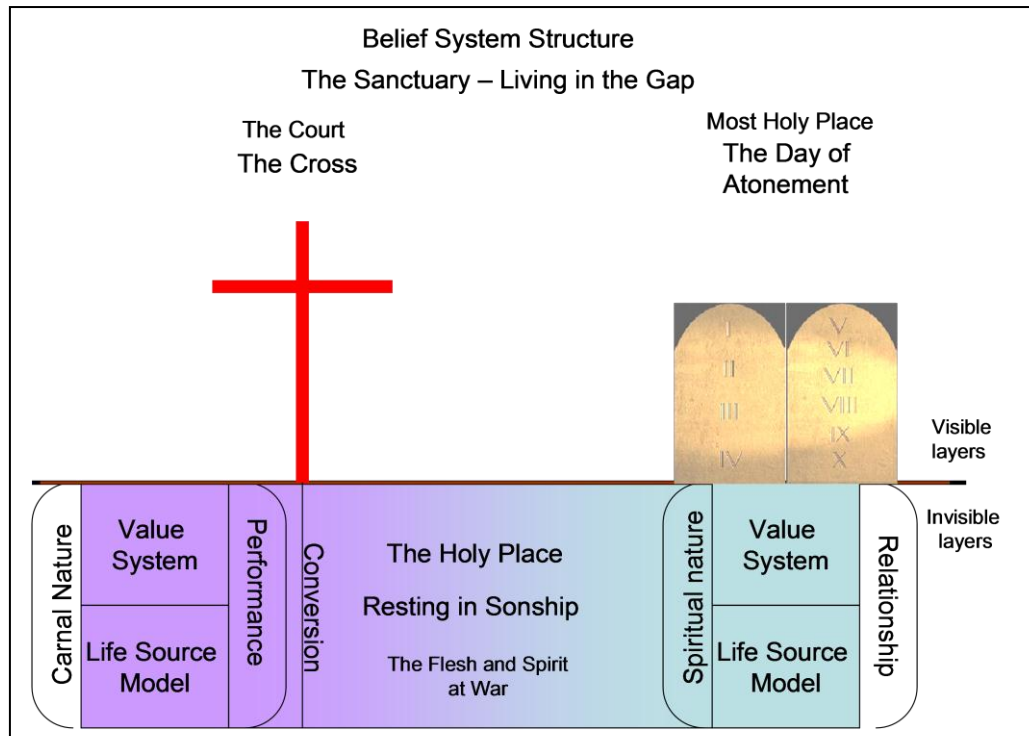 Belief System Structure
The Sanctuary – Living in the Gap
The Court
The Cross
Most Holy Place
The Day of
Atonement
I
II
III
IV
V
VI
VII
VIII
IX
X
Visible
layers
Invisible
layers
Carnal Nature
Value
System
Life Source
Model
Performance
Conversion
The Holy Place
Resting in Sonship
The Flesh and Spirit
at War
Spiritual nature
Value
System
Life Source
Model
Relationship